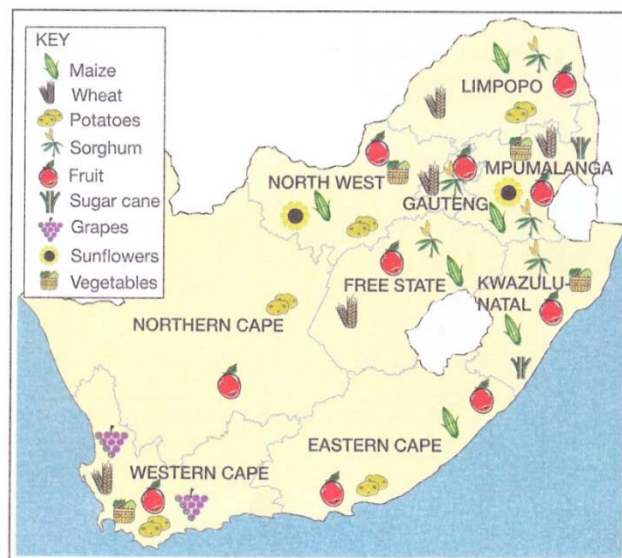 KEY
Maize
Wheat
Potatoes
Sorghum
Fruit
Sugar cane
Grapes
Sunflowers
Vegetables
LIMPOPO
MPUMALANGA
NORTH WEST
GAUTENG
FREE STATE
KWAZULU-
NATAL
NORTHERN CAPE
EASTERN CAPE
WESTERN CAPE